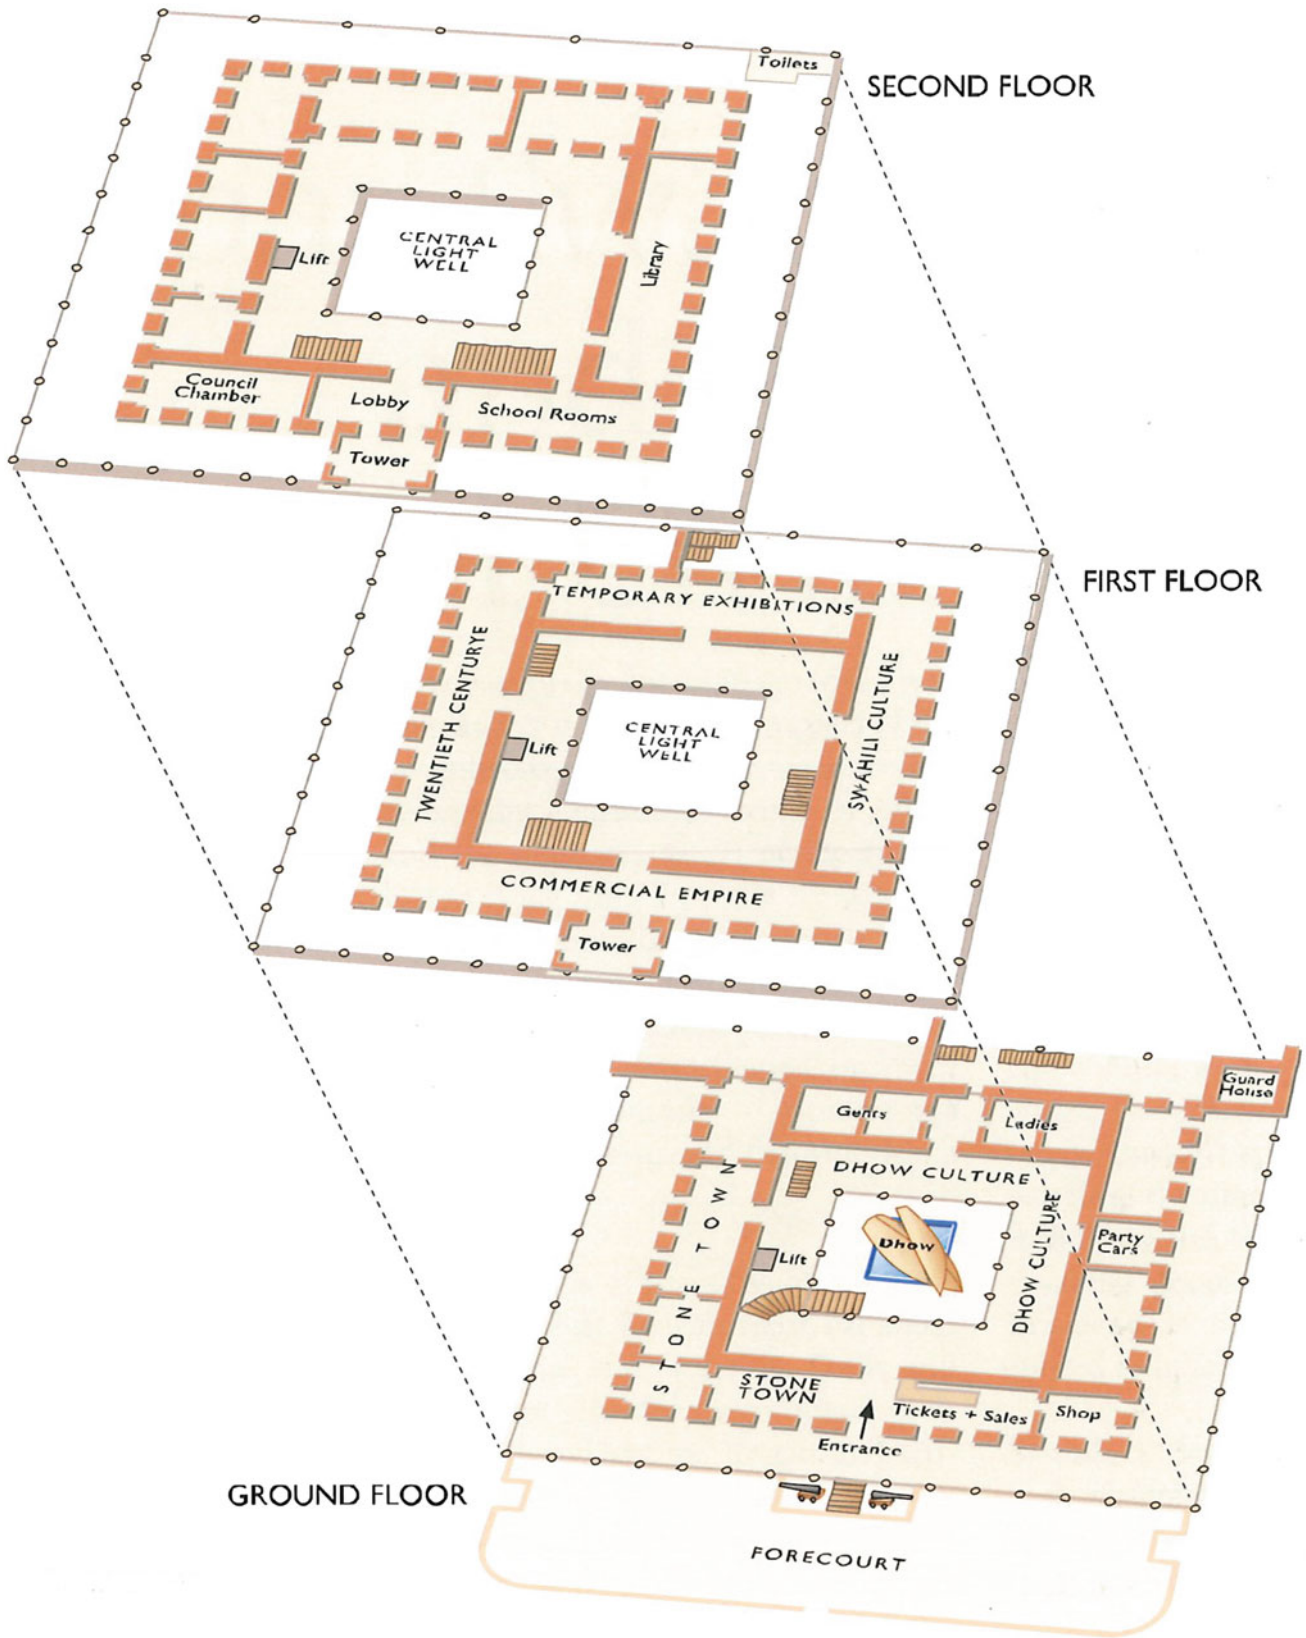 Toilets
SECOND FLOOR
CENTRAL
LIGHT
WELL
Lift
Library
Council
Chamber
Lobby
School Rooms
Tower
FIRST FLOOR
TEMPORARY EXHIBITIONS
TWENTIETH CENTURYE
SWAHILI CULTURE
CENTRAL
LIGHT
WELL
Lift
COMMERCIAL EMPIRE
Tower
Guard
House
Gents
Ladies
DHOW CULTURE
DHOW CULTURE
STONE TOWN
Dhow
Party
Cars
Lift
STONE
TOWN
Tickets + Sales
Shop
Entrance
GROUND FLOOR
FORECOURT